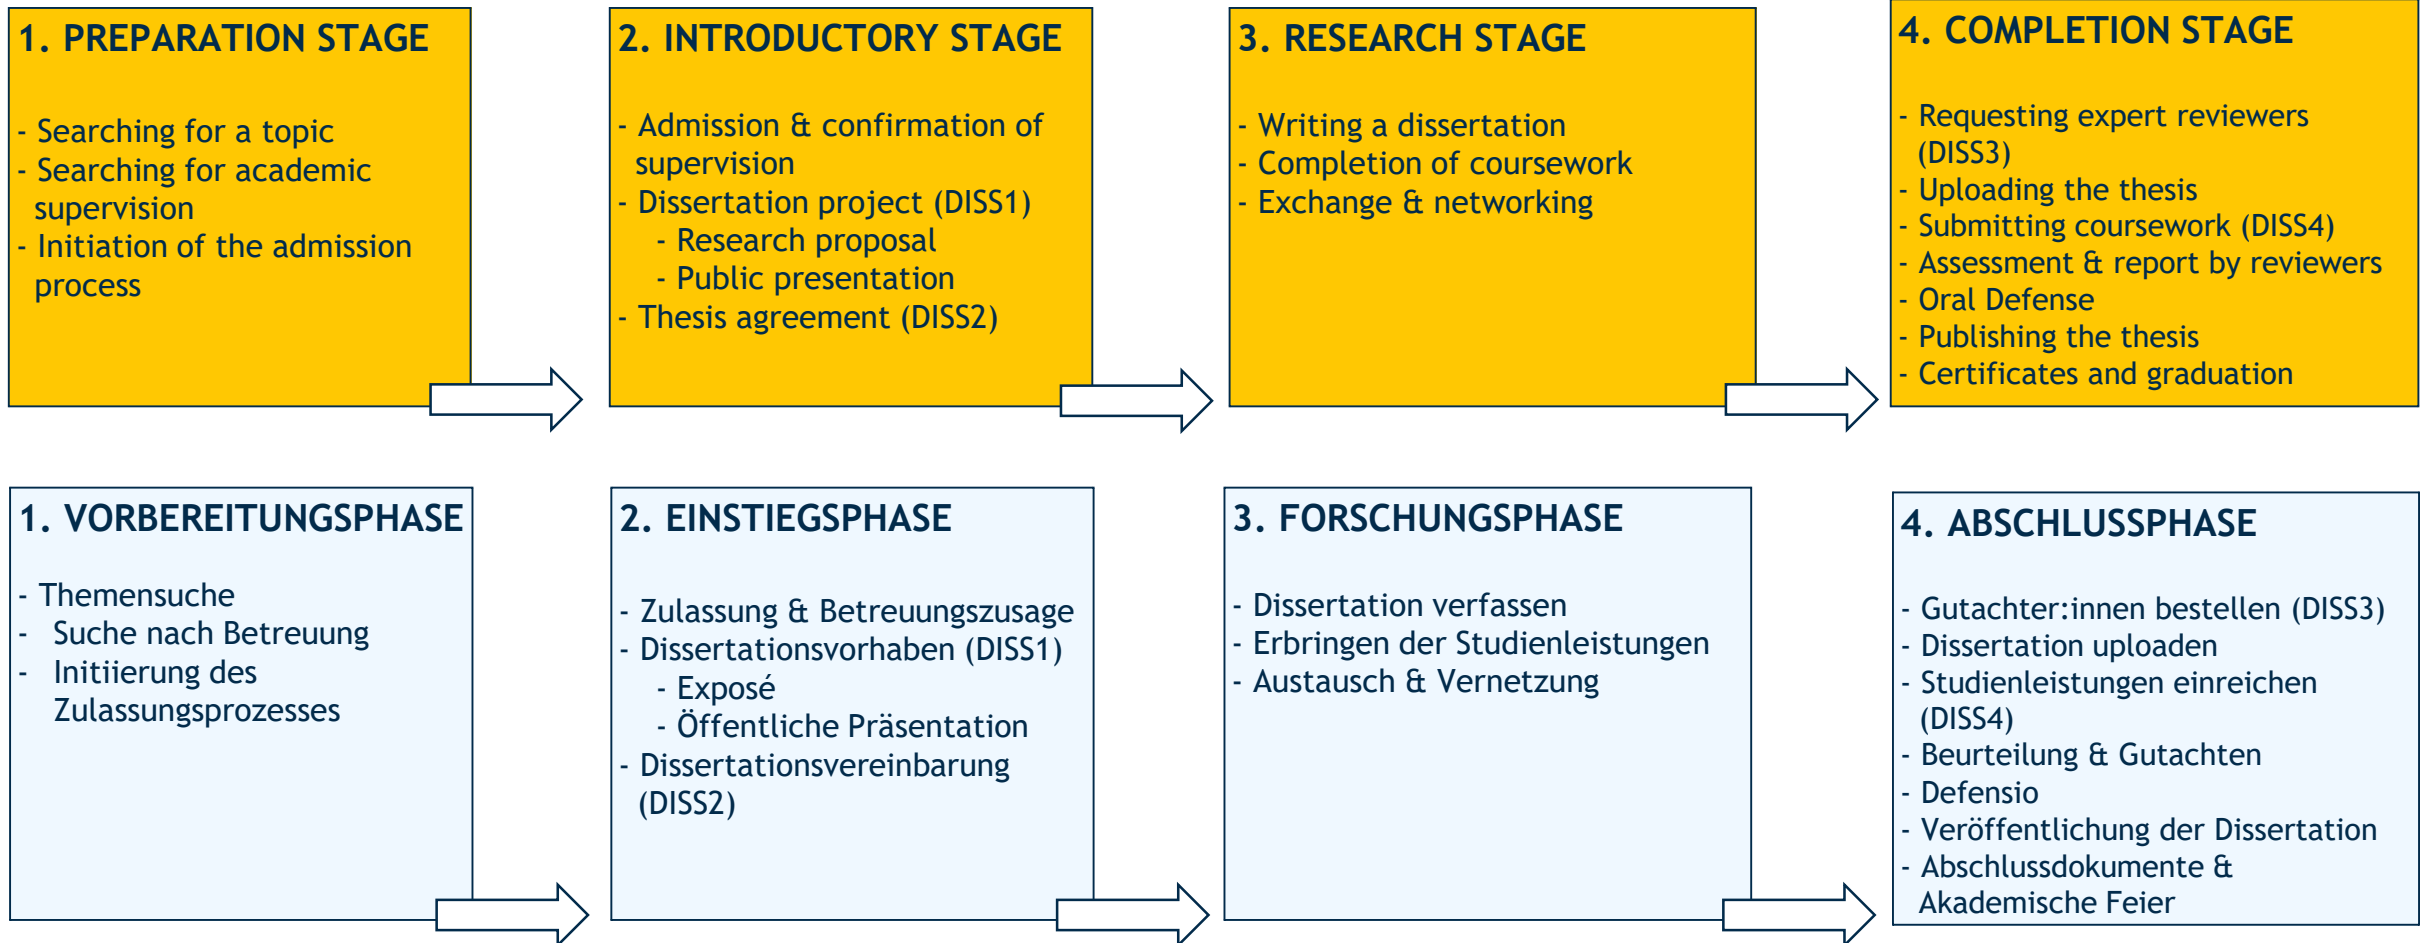 1. PREPARATION STAGE
- Searching for a topic
- Searching for academic
supervision
- Initiation of the admission
process
2. INTRODUCTORY STAGE
- Admission & confirmation of
supervision
- Dissertation project (DISS1)
- Research proposal
- Public presentation
- Thesis agreement (DISS2)
3. RESEARCH STAGE
- Writing a dissertation
- Completion of coursework
- Exchange & networking
4. COMPLETION STAGE
- Requesting expert reviewers
(DISS3)
- Uploading the thesis
- Submitting coursework (DISS4)
- Assessment & report by reviewers
- Oral Defense
- Publishing the thesis
- Certificates and graduation
1. VORBEREITUNGSPHASE
- Themensuche
- Suche nach Betreuung
- Initiierung des
Zulassungsprozesses
2. EINSTIEGSPHASE
- Zulassung & Betreuungszusage
- Dissertationsvorhaben (DISS1)
- Exposé
- Öffentliche Präsentation
- Dissertationsvereinbarung
(DISS2)
3. FORSCHUNGSPHASE
- Dissertation verfassen
- Erbringen der Studienleistungen
- Austausch & Vernetzung
4. ABSCHLUSSPHASE
- Gutachter:innen bestellen (DISS3)
- Dissertation uploaden
- Studienleistungen einreichen
(DISS4)
- Beurteilung & Gutachten
- Defensio
- Veröffentlichung der Dissertation
- Abschlussdokumente &
Akademische Feier